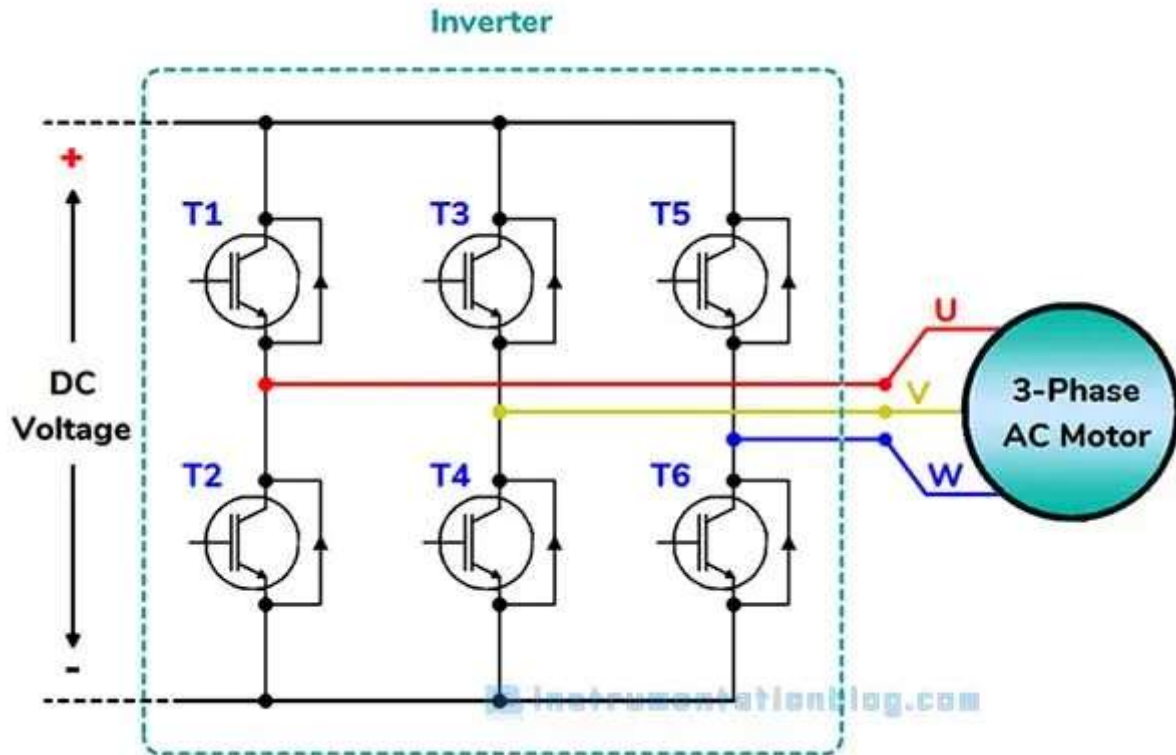 Inverter
+
T1
T3
T5
U
DC
Voltage
V
3-Phase
AC Motor
T2
T4
T6
W
-
instrumentationblog.com